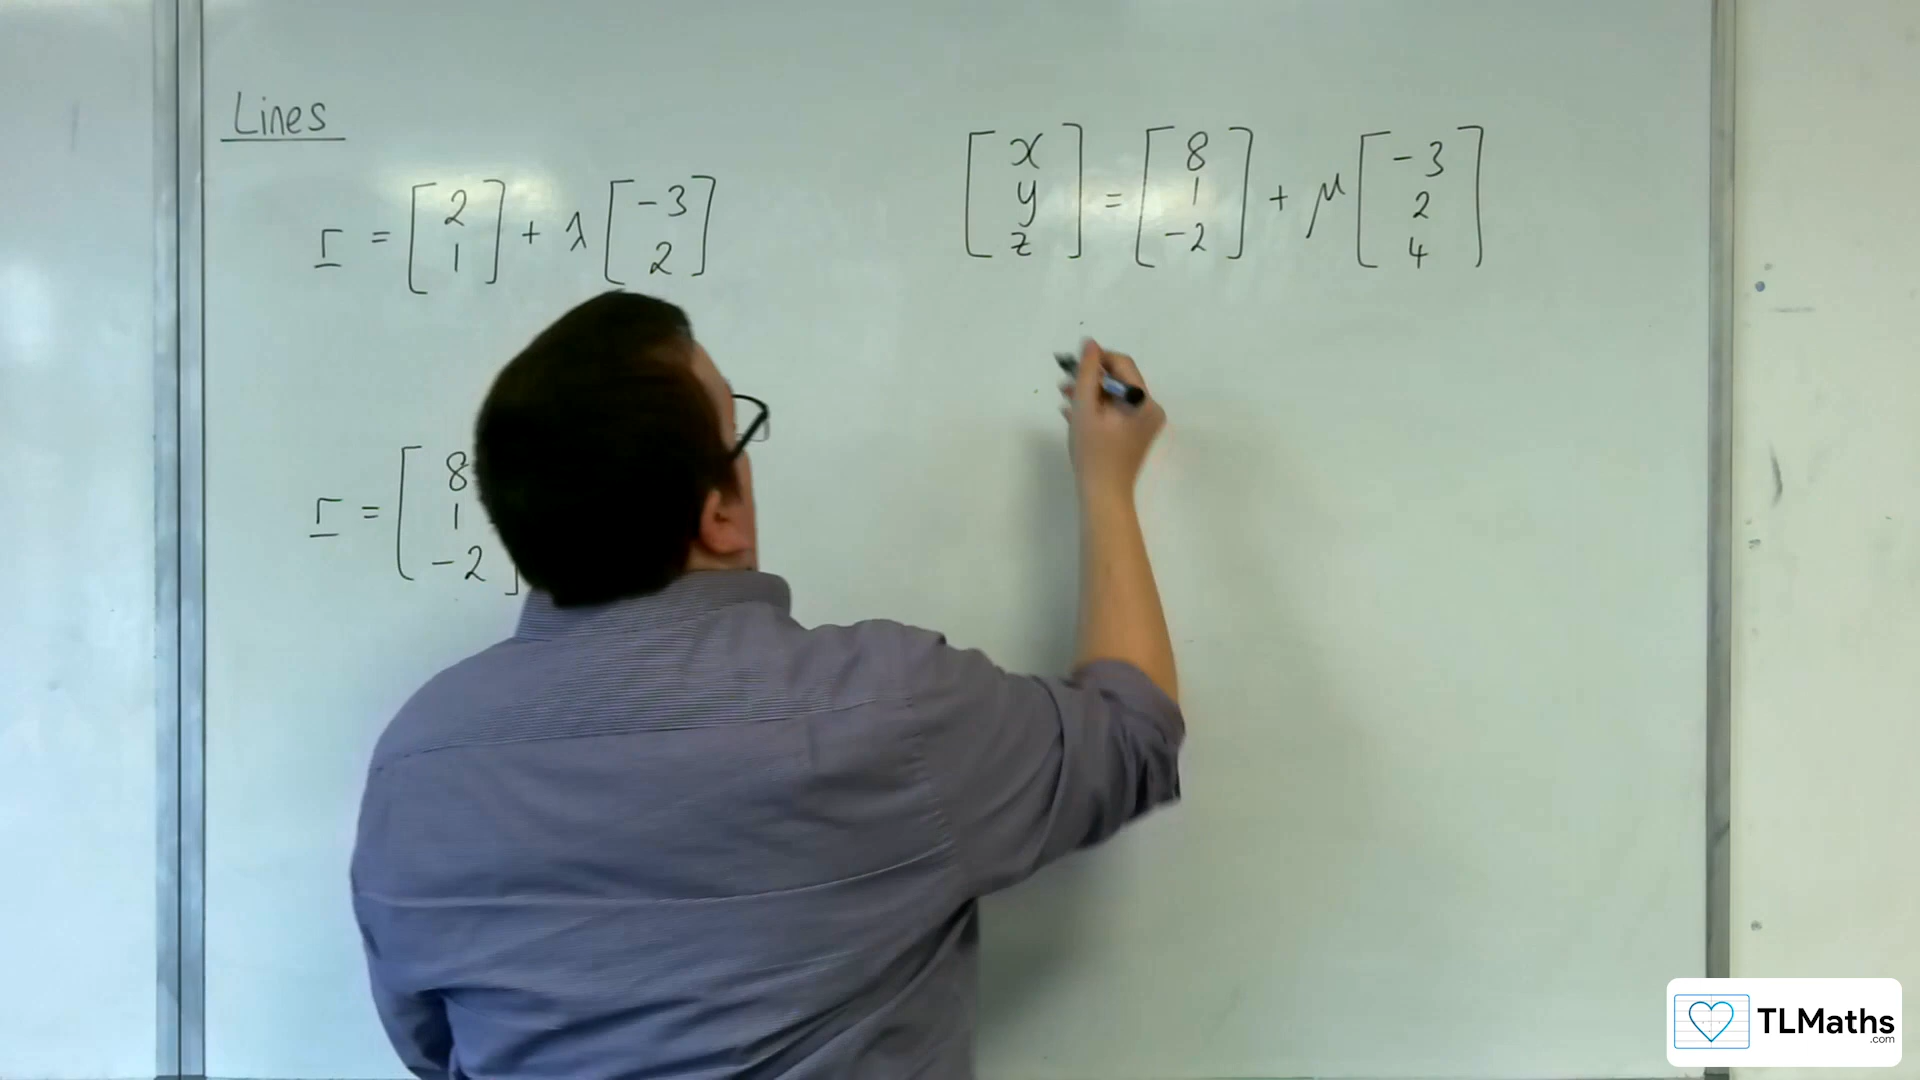 Lines
r = [2 1] + λ [-3 2]
r = [8 1 -2]
[x y z] = [8 1 -2] + μ [-3 2 4]
TLMaths
.com